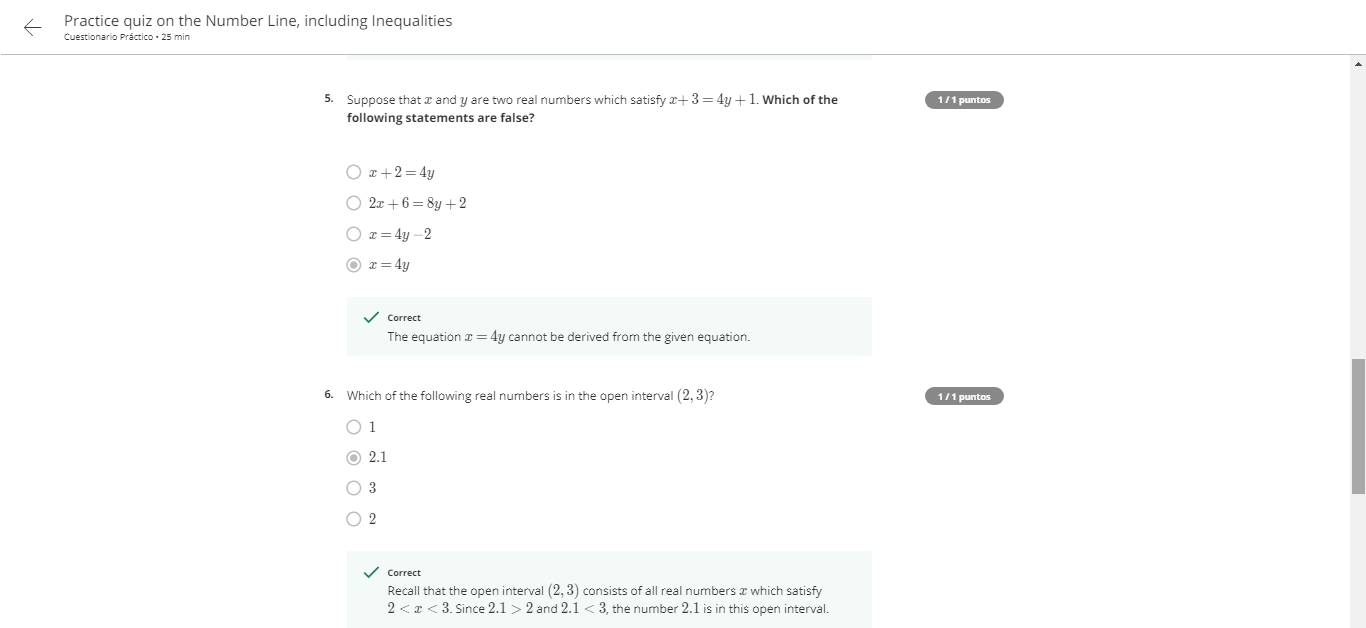 Practice quiz on the Number Line, including Inequalities
Cuestionario Práctico • 25 min
5. Suppose that x and y are two real numbers which satisfy x+ 3 = 4y + 1. Which of the
following statements are false?
1 / 1 puntos
x + 2 = 4y
2x + 6 = 8y + 2
x = 4y −2
x = 4y
Correct
The equation x = 4y cannot be derived from the given equation.
6. Which of the following real numbers is in the open interval (2, 3)?
1 / 1 puntos
1
2.1
3
2
Correct
Recall that the open interval (2, 3) consists of all real numbers x which satisfy
2 < x < 3. Since 2.1 > 2 and 2.1 < 3, the number 2.1 is in this open interval.